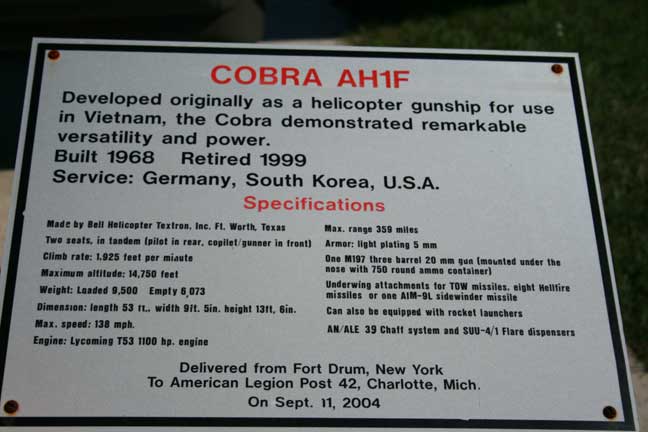 COBRA AH1F
Developed originally as a helicopter gunship for use
in Vietnam, the Cobra demonstrated remarkable
versatility and power.
Built 1968 Retired 1999
Service: Germany, South Korea, U.S.A.
Specifications
Made by Bell Helicopter Textron, Inc. Ft. Worth, Texas
Two seats, in tandem (pilot in rear, copilet/gunner in front)
Climb rate: 1,925 feet per minute
Maximum altitude: 14,750 feet
Weight: Loaded 9,500 Empty 6,073
Dimension: length 53 ft., width 9ft. 5in. height 13ft, 6in.
Max. speed: 138 mph.
Engine: Lycoming T53 1100 hp. engine
Max. range 359 miles
Armor: light plating 5 mm
One M197 three barrel 20 mm gun (mounted under the
nose with 750 round ammo container)
Underwing attachments for TOW missiles, eight Hellfire
missiles or one AIM-9L sidewinder missile
Can also be equipped with rocket launchers
AN/ALE 39 Chaff system and SUU-4/1 Flare dispensers
Delivered from Fort Drum, New York
To American Legion Post 42, Charlotte, Mich.
On Sept. 11, 2004